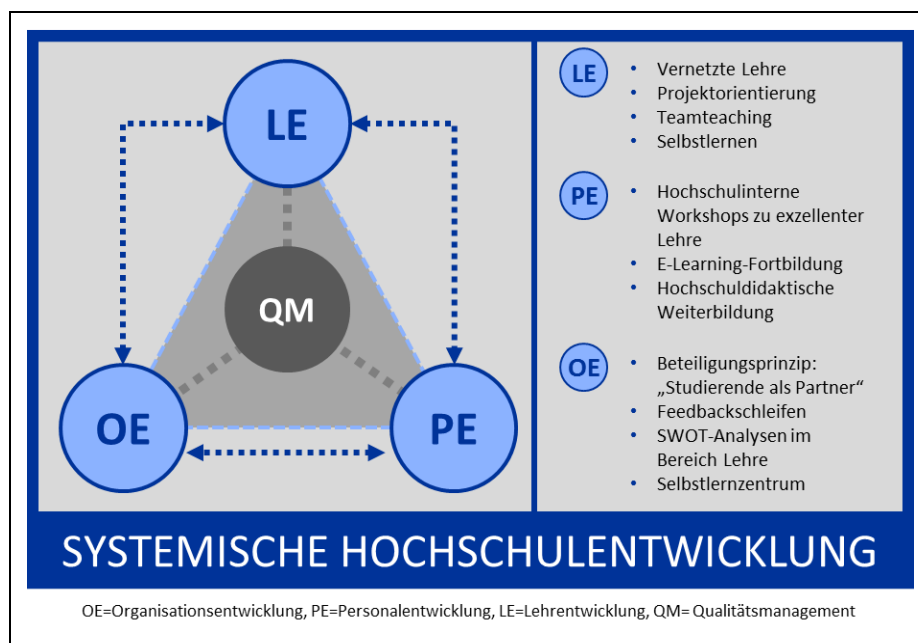 LE
QM
OE
PE
LE
• Vernetzte Lehre
• Projektorientierung
• Teamteaching
• Selbstlernen
PE
• Hochschulinterne
Workshops zu exzellenter
Lehre
• E-Learning-Fortbildung
• Hochschuldidaktische
Weiterbildung
OE
• Beteiligungsprinzip:
„Studierende als Partner“
• Feedbackschleifen
• SWOT-Analysen im
Bereich Lehre
• Selbstlernzentrum
SYSTEMISCHE HOCHSCHULENTWICKLUNG
OE=Organisationsentwicklung, PE=Personalentwicklung, LE=Lehrentwicklung, QM= Qualitätsmanagement